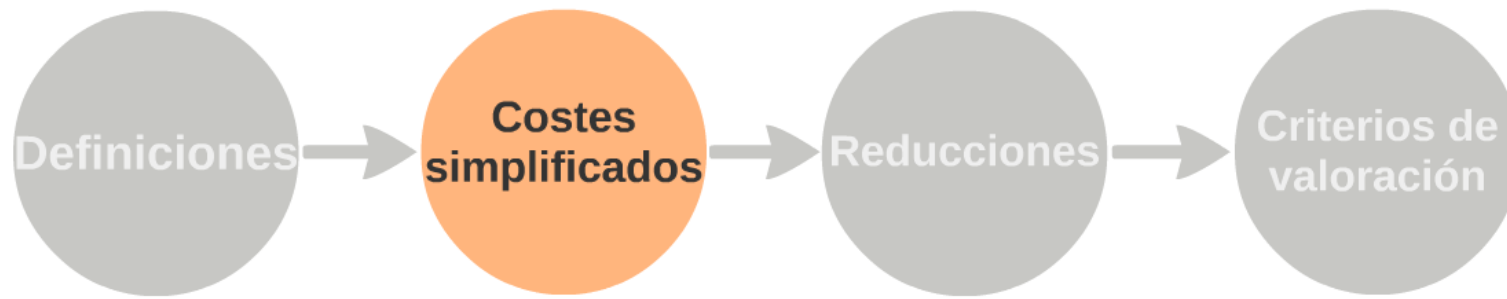 Definiciones
Costes
simplificados
Reducciones
Criterios de
valoración